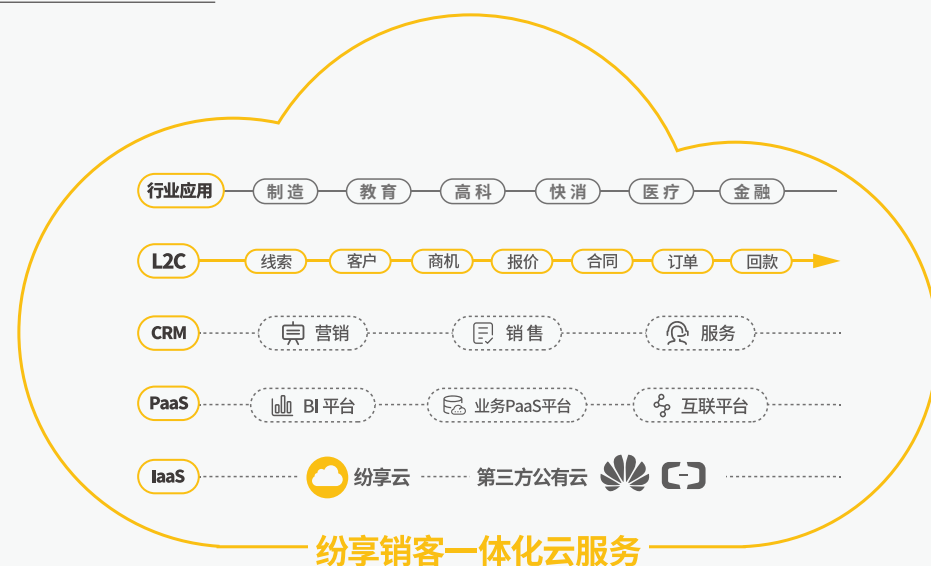 行业应用 制造 教育 高科 快消 医疗 金融
L2C 线索 客户 商机 报价 合同 订单 回款
CRM 营销 销售 服务
PaaS BI平台 业务PaaS平台 互联平台
IaaS 纷享云 第三方公有云
纷享销客一体化云服务